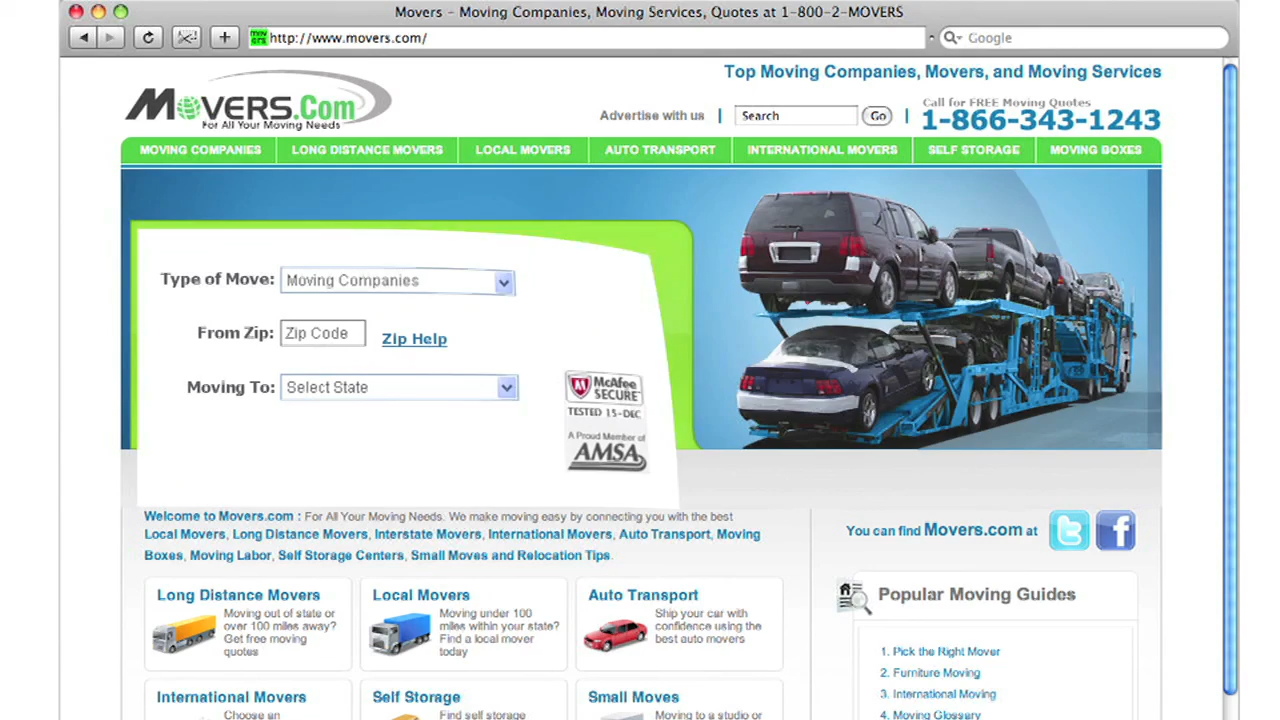 Movers - Moving Companies, Moving Services, Quotes at 1-800-2-MOVERS
http://www.movers.com/
Google
Top Moving Companies, Movers, and Moving Services
MOVERS.Com
For All Your Moving Needs
Advertise with us
Search
Go
Call for FREE Moving Quotes
1-866-343-1243
MOVING COMPANIES
LONG DISTANCE MOVERS
LOCAL MOVERS
AUTO TRANSPORT
INTERNATIONAL MOVERS
SELF STORAGE
MOVING BOXES
Type of Move: Moving Companies
From Zip: Zip Code Zip Help
Moving To: Select State
McAfee
SECURE
TESTED 15-DEC
A Proud Member of
AMSA
Welcome to Movers.com : For All Your Moving Needs. We make moving easy by connecting you with the best
Local Movers, Long Distance Movers, Interstate Movers, International Movers, Auto Transport, Moving
Boxes, Moving Labor, Self Storage Centers, Small Moves and Relocation Tips.
You can find Movers.com at
Long Distance Movers
Moving out of state or
over 100 miles away?
Get free moving
quotes
Local Movers
Moving under 100
miles within your state?
Find a local mover
today
Auto Transport
Ship your car with
confidence using the
best auto movers
Popular Moving Guides
1. Pick the Right Mover
2. Furniture Moving
3. International Moving
4. Moving Glossary
International Movers
Choose an
Self Storage
Find self storage
Small Moves
Moving to a studio or